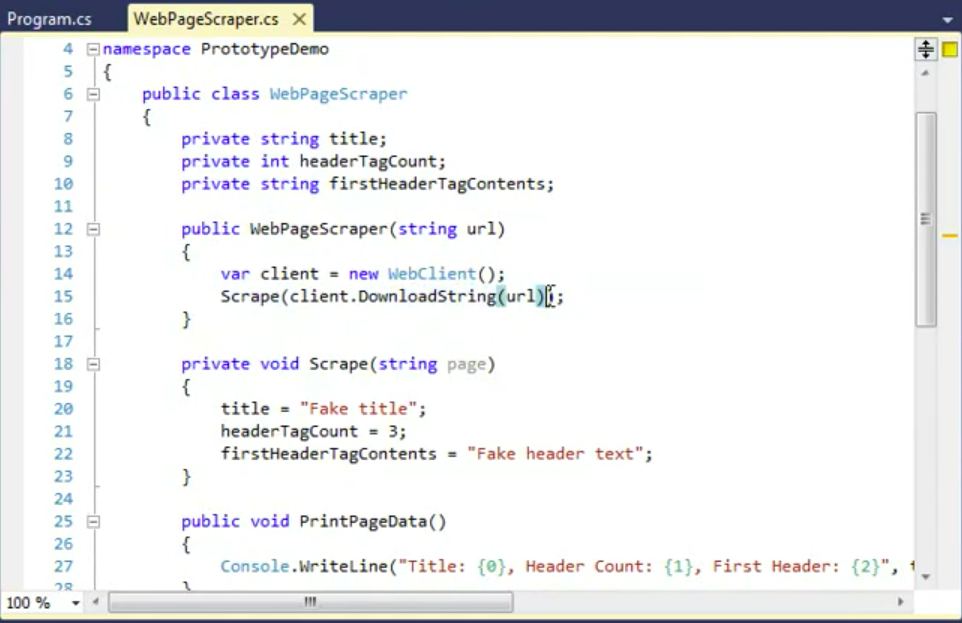 Program.cs WebPageScraper.cs
4 namespace PrototypeDemo
5 {
6 public class WebPageScraper
7 {
8 private string title;
9 private int headerTagCount;
10 private string firstHeaderTagContents;
11
12 public WebPageScraper(string url)
13 {
14 var client = new WebClient();
15 Scrape(client.DownloadString(url));
16 }
17
18 private void Scrape(string page)
19 {
20 title = "Fake title";
21 headerTagCount = 3;
22 firstHeaderTagContents = "Fake header text";
23 }
24
25 public void PrintPageData()
26 {
27 Console.WriteLine("Title: {0}, Header Count: {1}, First Header: {2}",
28 }
100 %